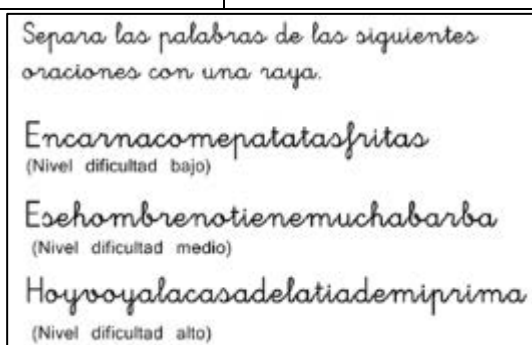 Separa las palabras de las siguientes
oraciones con una raya.
Encarnacomepatatasfritas
(Nivel dificultad bajo)
Esehombrenotienemuchabarba
(Nivel dificultad medio)
Hoyvoyalacasadelatiademiprima
(Nivel dificultad alto)